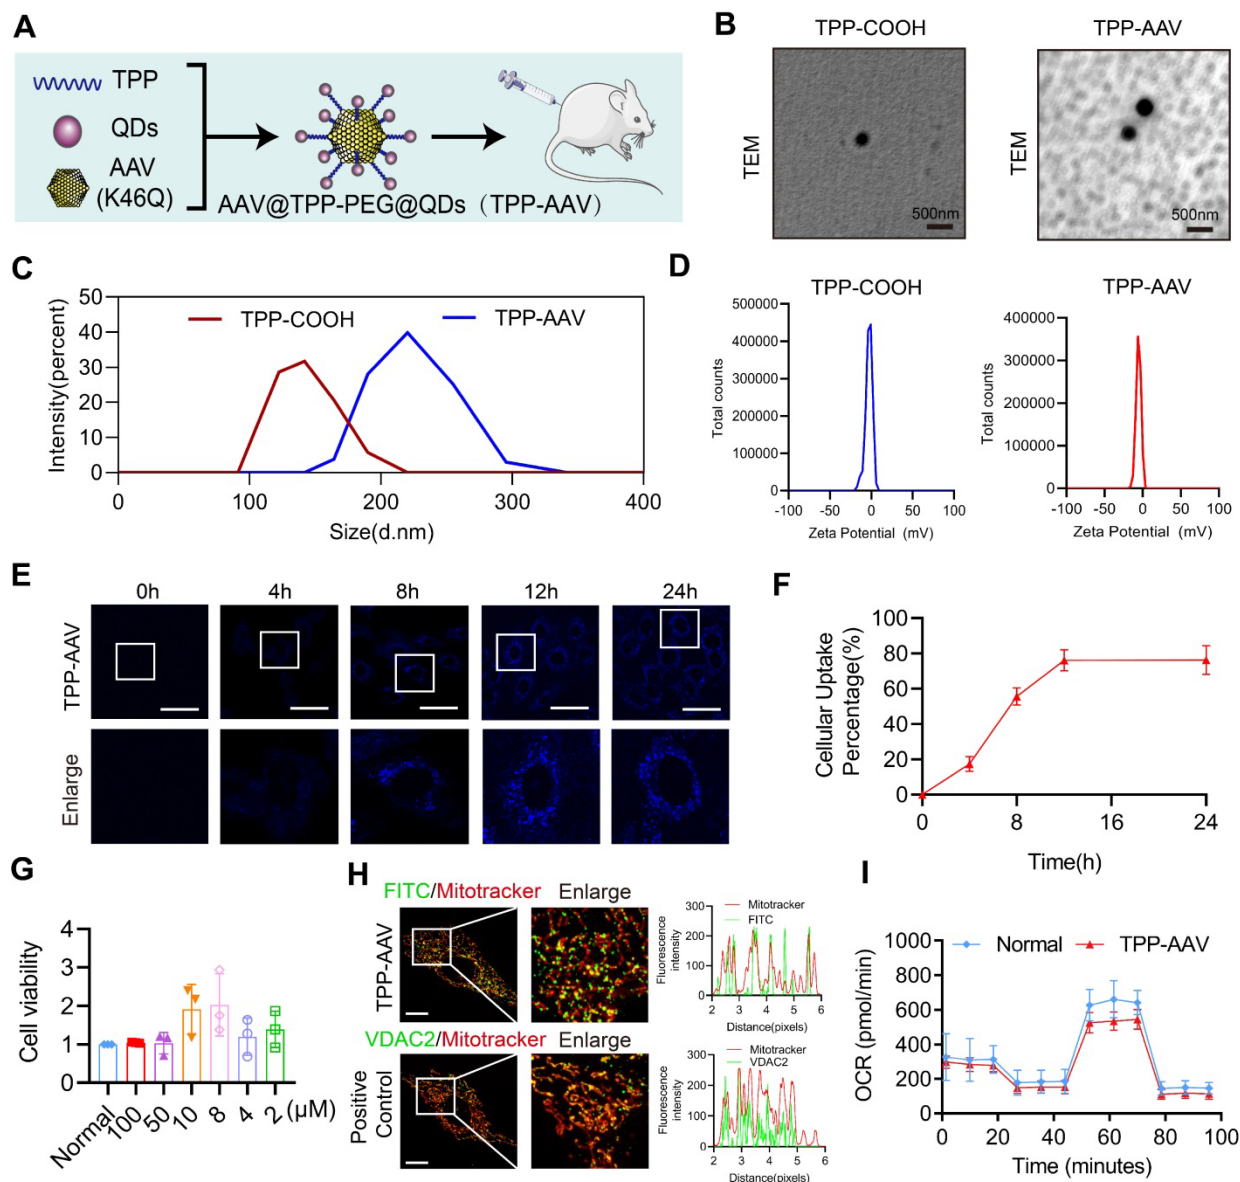 A
TPP
QDs
AAV
(K46Q)
AAV@TPP-PEG@QDs（TPP-AAV）
B
TPP-COOH
TPP-AAV
TEM
500nm
TEM
500nm
C
Intensity(percent)
50
40
30
20
10
0
TPP-COOH
TPP-AAV
0
100
200
300
400
Size(d.nm)
D
TPP-COOH
Total counts
500000
400000
300000
200000
100000
0
-100
-50
0
50
100
Zeta Potential (mV)
TPP-AAV
Total counts
400000
300000
200000
100000
0
-100
-50
0
50
100
Zeta Potential (mV)
E
0h
4h
8h
12h
24h
TPP-AAV
Enlarge
F
Cellular Uptake
Percentage(%)
100
80
60
40
20
0
0
8
16
24
Time(h)
G
Cell viability
4
3
2
1
0
Normal
100
50
10
8
4
2
(μM)
H
FITC/Mitotracker
Enlarge
TPP-AAV
Fluorescence
intensity
300
200
100
0
Mitotracker
FITC
2
3
4
5
6
Distance(pixels)
VDAC2/Mitotracker
Enlarge
Positive
Control
Fluorescence
intensity
300
200
100
0
Mitotracker
VDAC2
2
3
4
5
6
Distance(pixels)
I
OCR (pmol/min)
1000
800
600
400
200
0
Normal
TPP-AAV
0
20
40
60
80
100
Time (minutes)